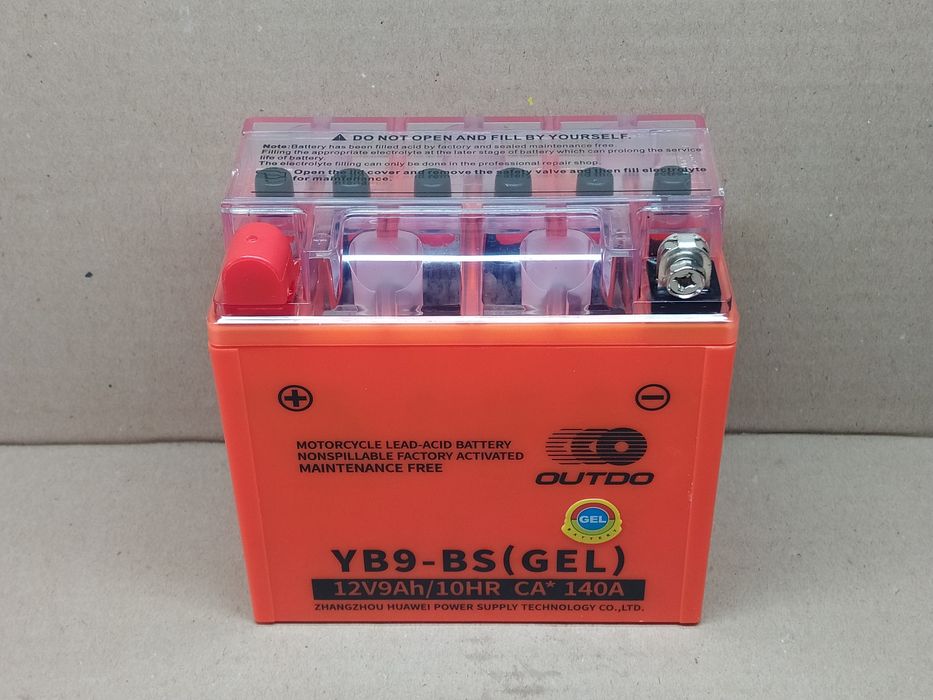 ⚠ DO NOT OPEN AND FILL BY YOURSELF.
Note: Battery has been filled acid by factory and sealed maintenance free
Filling the appropriate electrolyte at the later stage of battery which can prolong the service
life of battery.
The electrolyte filling can only be done in the professional repair shop.
Open the lid cover and remove the safety valve and then fill electrolyte
for maintenance.
+ −
MOTORCYCLE LEAD-ACID BATTERY
NONSPILLABLE FACTORY ACTIVATED
MAINTENANCE FREE
OUTDO
GEL
BATTERY
YB9-BS(GEL)
12V9Ah/10HR CA* 140A
ZHANGZHOU HUAWEI POWER SUPPLY TECHNOLOGY CO.,LTD.